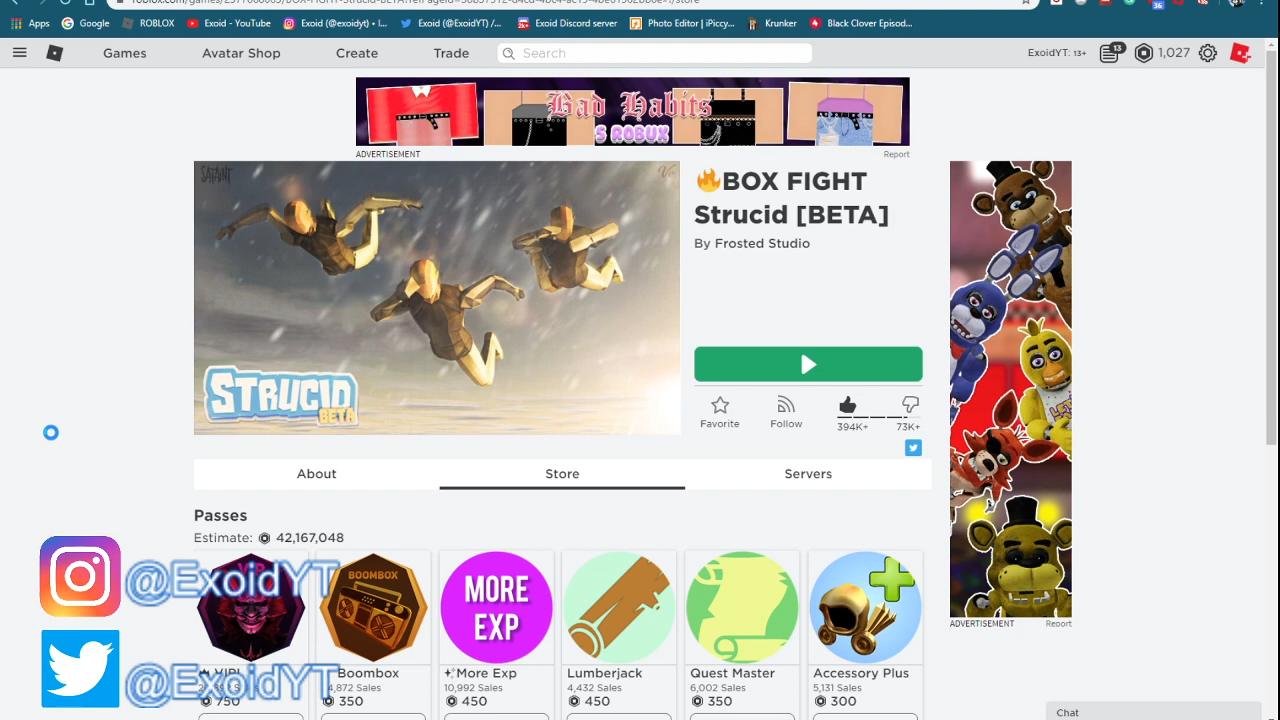 Apps Google ROBLOX Exoid - YouTube Exoid (@exoidyt) • I... Exoid (@ExoidYT) /... Exoid Discord server Photo Editor | iPiccy... Krunker Black Clover Episod...
Games Avatar Shop Create Trade Search ExoidYT: 13+ 13 1,027
Bad Habits
5 ROBUX
ADVERTISEMENT Report
SATAINT
🔥BOX FIGHT
Strucid [BETA]
By Frosted Studio
STRUCID
BETA
Favorite Follow 394K+ 73K+
About Store Servers
Passes
Estimate: 42,167,048
BOOMBOX
MORE
EXP
ADVERTISEMENT Report
@ExoidYT
@ExoidYT
VIP! Boombox ✨More Exp Lumberjack Quest Master Accessory Plus
4,872 Sales 10,992 Sales 4,432 Sales 6,002 Sales 5,131 Sales
750 350 450 450 350 300
Chat